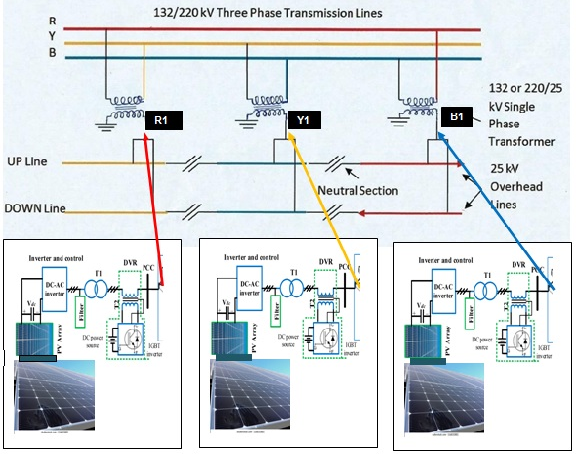 132/220 kV Three Phase Transmission Lines
R
Y
B
R1
Y1
B1
132 or 220/25
kV Single
Phase
Transformer
UP Line
Neutral Section
25 kV
Overhead
Lines
DOWN Line
Inverter and control
DVR
PCC
T1
DC-AC
inverter
Filter
T2
Vdc
DC power
source
IGBT
inverter
PV Array
Inverter and control
DVR
PCC
T1
DC-AC
inverter
Filter
T2
Vdc
DC power
source
IGBT
inverter
PV Array
Inverter and control
DVR
PCC
T1
DC-AC
inverter
Filter
T2
Vdc
DC power
source
IGBT
inverter
PV Array